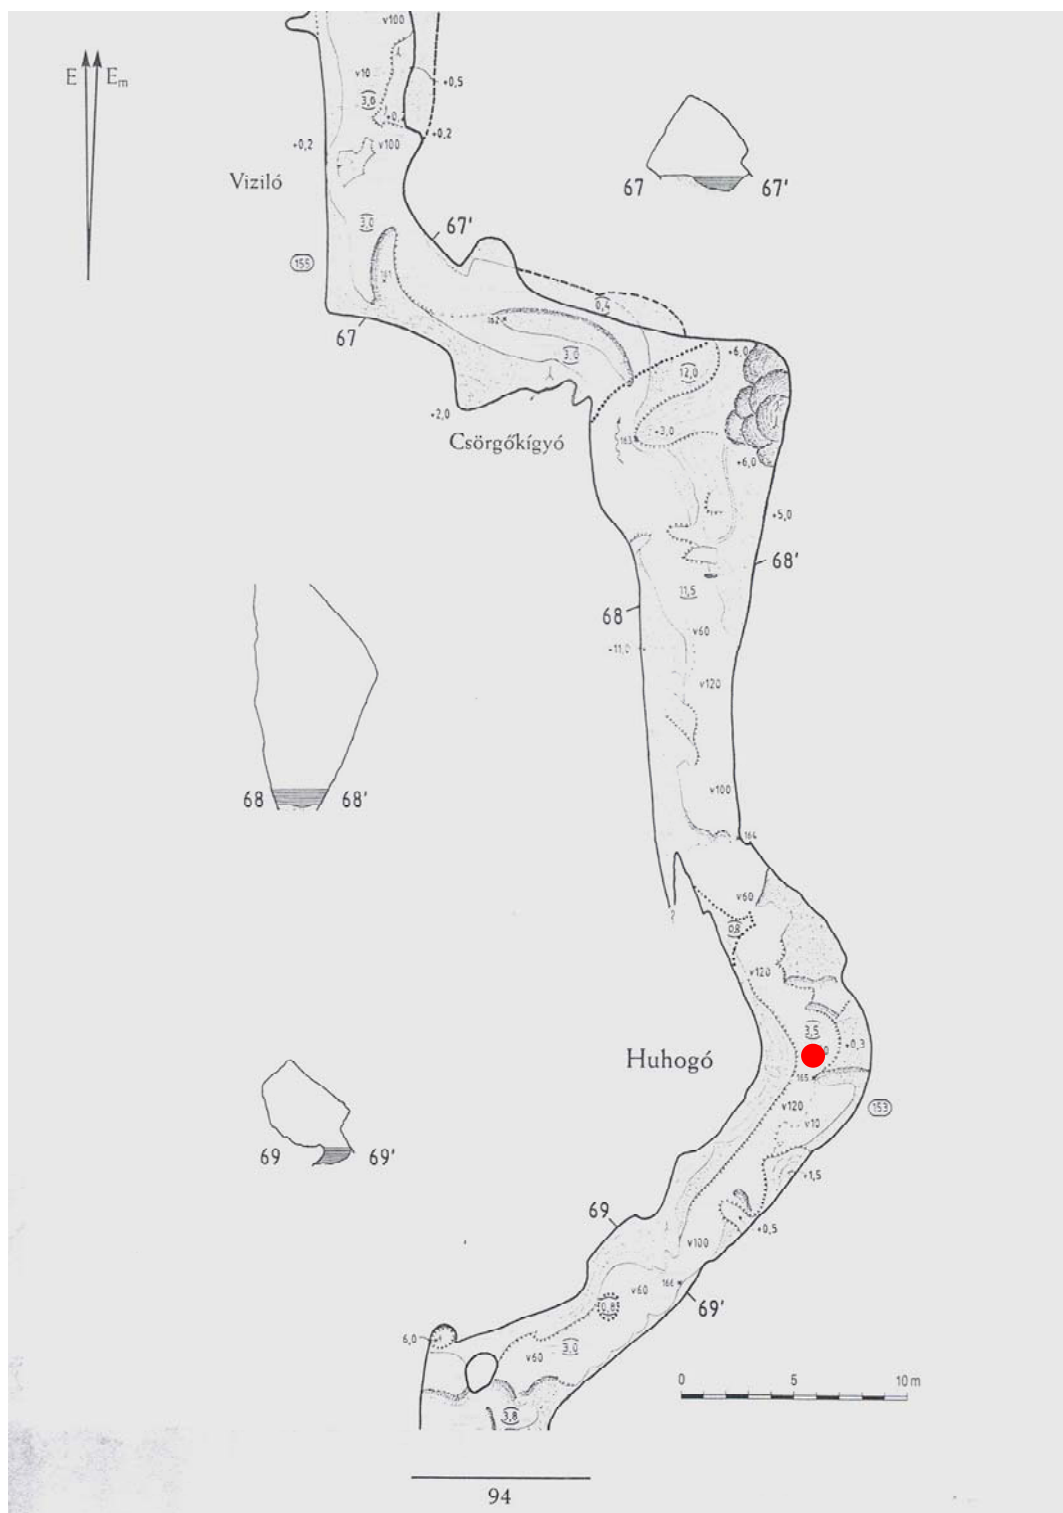 v100
E Em
+0,5
v10
3,0
+0,2
+0,2
v100
Viziló
67 67'
3,0
67'
155
161
0,4
67
162
3,0
+6,0
12,0
+2,0
Csörgőkígyó
163
+3,0
+6,0
+5,0
68'
11,5
68
v60
-11,0
v120
68 68'
v100
164
v60
?
0,8
v120
3,5
+0,3
Huhogó
165
v120
153
v10
69 69'
+1,5
69
+0,5
v100
166
v60
69'
0,8
6,0
3,0
v60
0 5 10 m
3,8
94